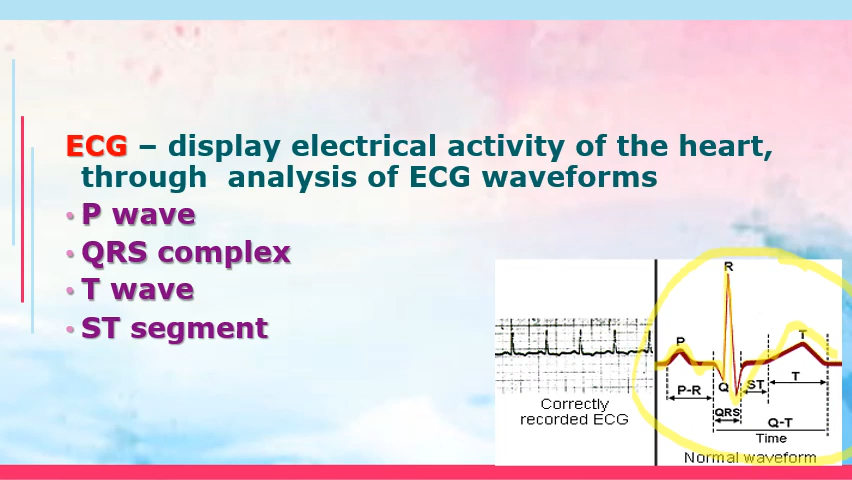 ECG – display electrical activity of the heart,
through analysis of ECG waveforms
• P wave
• QRS complex
• T wave
• ST segment
R
P
T
Q
ST
T
P-R
QRS
Q-T
Time
Correctly
recorded ECG
Normal waveform